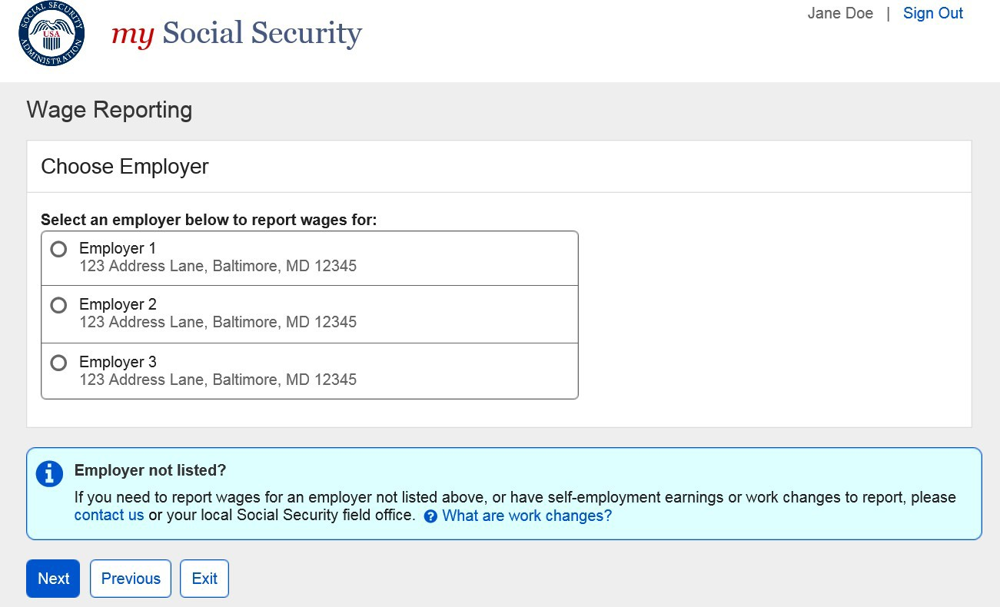 SOCIAL SECURITY ADMINISTRATION
USA
my Social Security
Jane Doe | Sign Out
Wage Reporting
Choose Employer
Select an employer below to report wages for:
Employer 1
123 Address Lane, Baltimore, MD 12345
Employer 2
123 Address Lane, Baltimore, MD 12345
Employer 3
123 Address Lane, Baltimore, MD 12345
Employer not listed?
If you need to report wages for an employer not listed above, or have self-employment earnings or work changes to report, please
contact us or your local Social Security field office. ? What are work changes?
Next Previous Exit